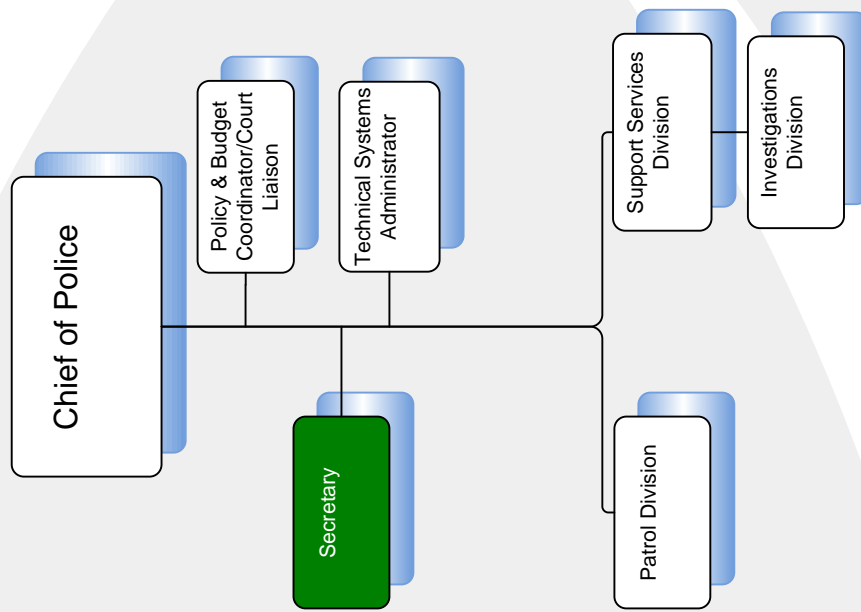 Chief of Police
Policy & Budget
Coordinator/Court
Liaison
Technical Systems
Administrator
Secretary
Patrol Division
Support Services
Division
Investigations
Division